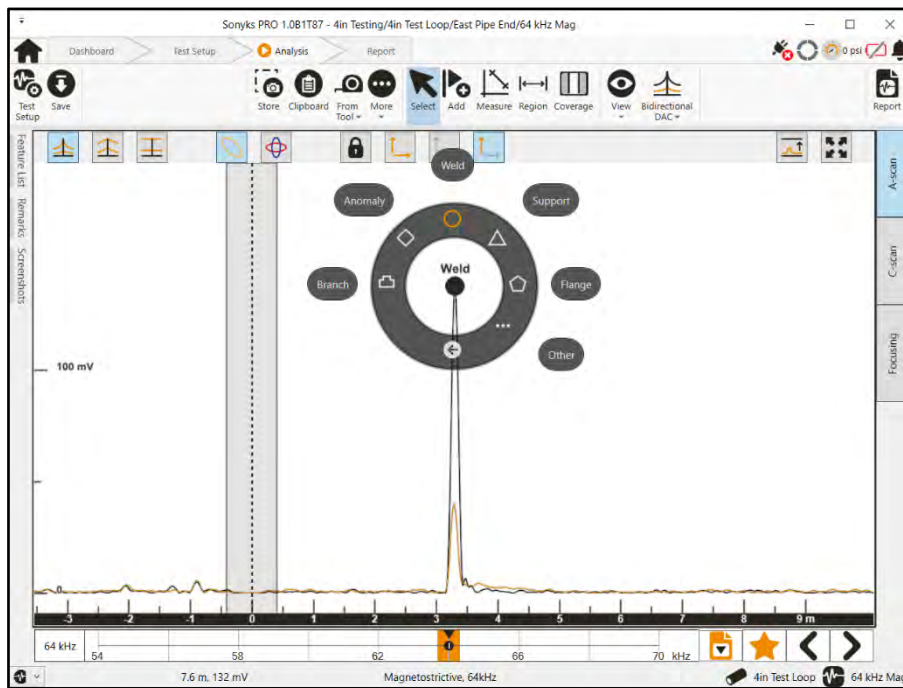 Sonyks PRO 1.0B1T87 - 4in Testing/4in Test Loop/East Pipe End/64 kHz Mag
Dashboard Test Setup Analysis Report
0 psi
Test Setup Save Store Clipboard From Tool More Select Add Measure Region Coverage View Bidirectional DAC Report
Feature List
Remarks
Screenshots
A-scan
C-scan
Focusing
Weld
Anomaly Support
Weld
Branch Flange
Other
100 mV
0
-3 -2 -1 0 1 2 3 4 5 6 7 8 9 m
64 kHz 54 58 62 66 70 kHz
7.6 m, 132 mV Magnetostrictive, 64kHz 4in Test Loop 64 kHz Mag